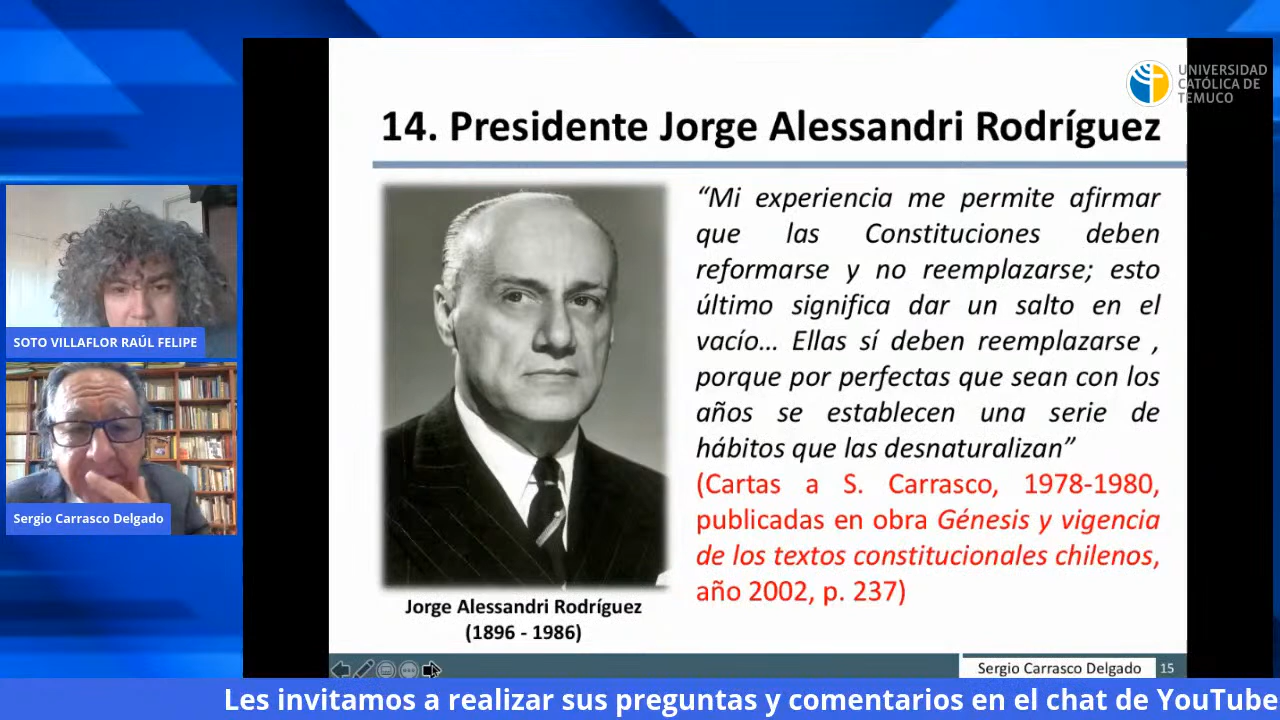 UNIVERSIDAD
CATÓLICA DE
TEMUCO
14. Presidente Jorge Alessandri Rodríguez
“Mi experiencia me permite afirmar
que las Constituciones deben
reformarse y no reemplazarse; esto
último significa dar un salto en el
vacío... Ellas sí deben reemplazarse ,
porque por perfectas que sean con los
años se establecen una serie de
hábitos que las desnaturalizan”
(Cartas a S. Carrasco, 1978-1980,
publicadas en obra Génesis y vigencia
de los textos constitucionales chilenos,
año 2002, p. 237)
Jorge Alessandri Rodríguez
(1896 - 1986)
SOTO VILLAFLOR RAÚL FELIPE
Sergio Carrasco Delgado
Sergio Carrasco Delgado 15
Les invitamos a realizar sus preguntas y comentarios en el chat de YouTube